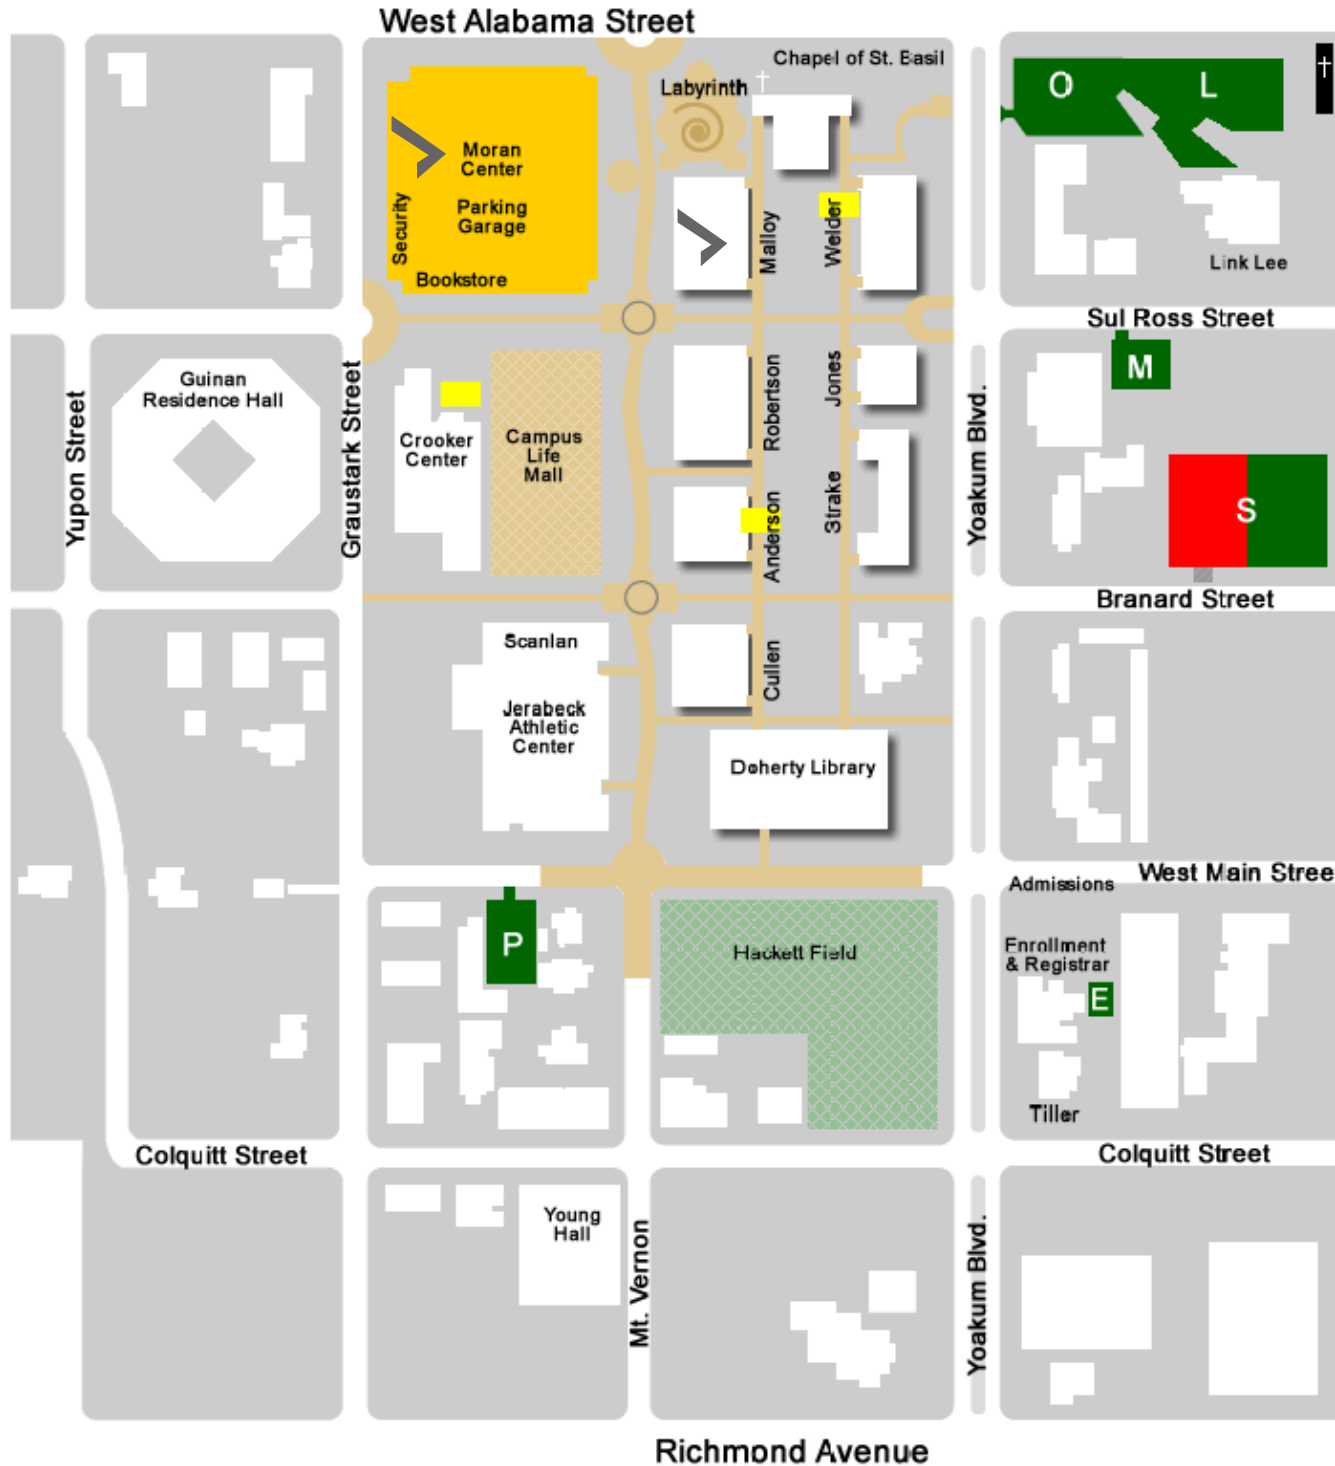 West Alabama Street
Chapel of St. Basil
Labyrinth
O
L
Moran
Center
Parking
Garage
Security
Bookstore
Malloy
Welder
Link Lee
Sul Ross Street
Guinan
Residence Hall
Yupon Street
Graustark Street
Crooker
Center
Campus
Life
Mall
Robertson
Jones
Anderson
Strake
Yoakum Blvd.
M
S
Branard Street
Scanlan
Jerabeck
Athletic
Center
Cullen
Doherty Library
West Main Stree
Admissions
P
Hackett Field
Enrollment
& Registrar
E
Tiller
Colquitt Street
Colquitt Street
Young
Hall
Mt. Vernon
Yoakum Blvd.
Richmond Avenue